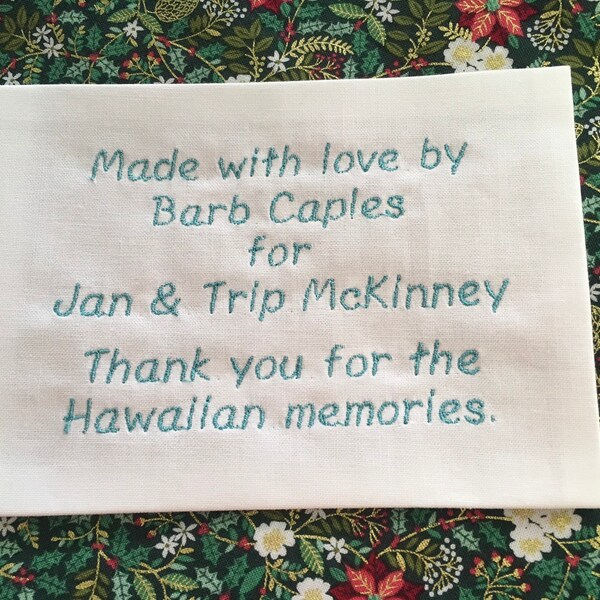 Made with love by
Barb Caples
for
Jan & Trip McKinney
Thank you for the
Hawaiian memories.